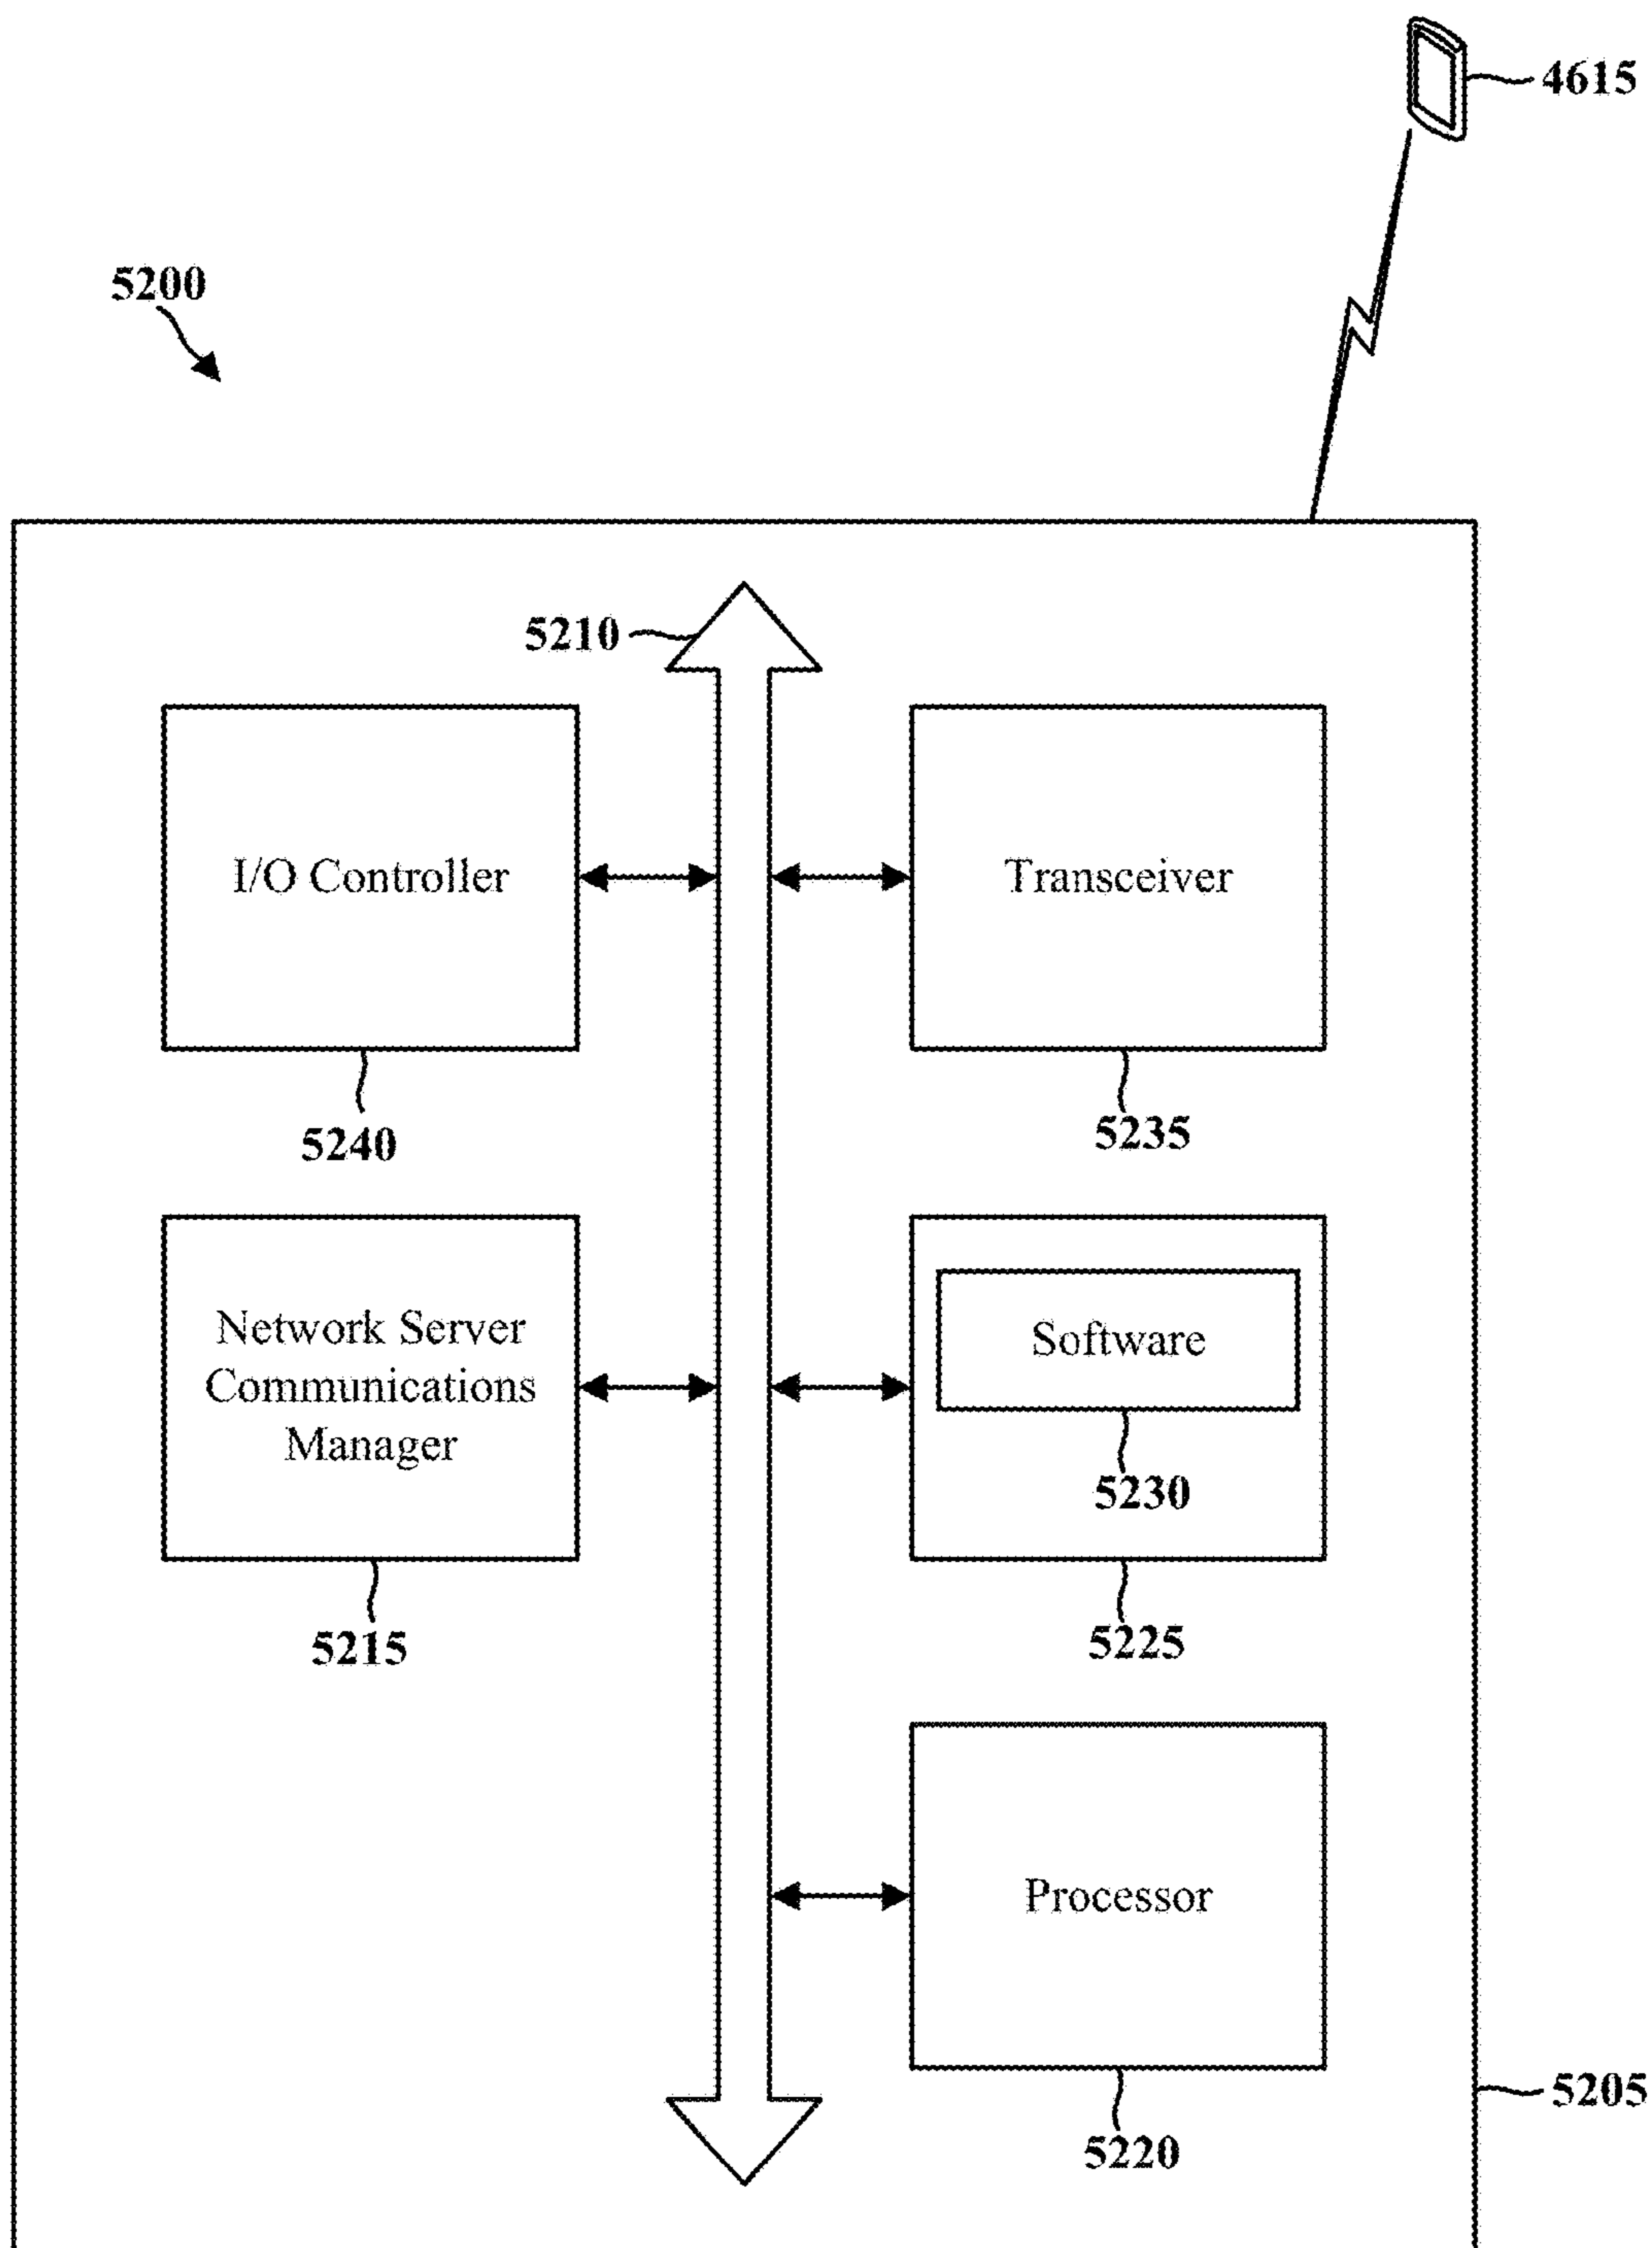 4615
5200
5210
I/O Controller
Transceiver
5240
5235
Network Server
Communications
Manager
Software
5230
5215
5225
Processor
5205
5220